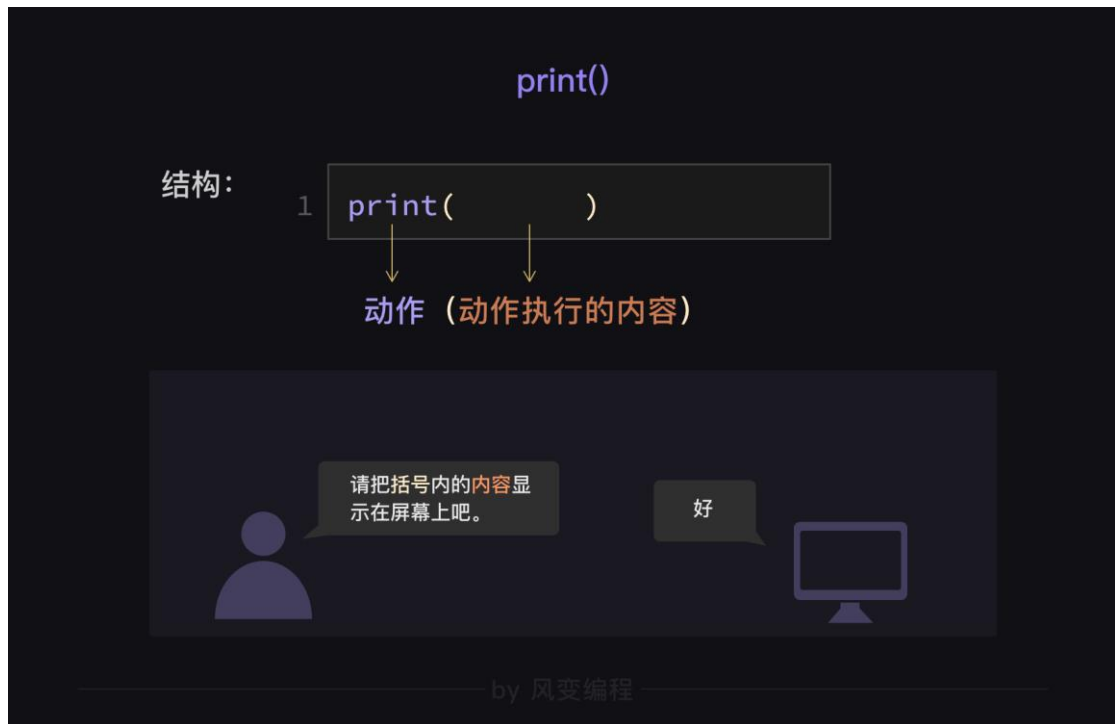 print()
结构：
1 print( )
动作（动作执行的内容）
请把括号内的内容显
示在屏幕上吧。
好
by 风变编程